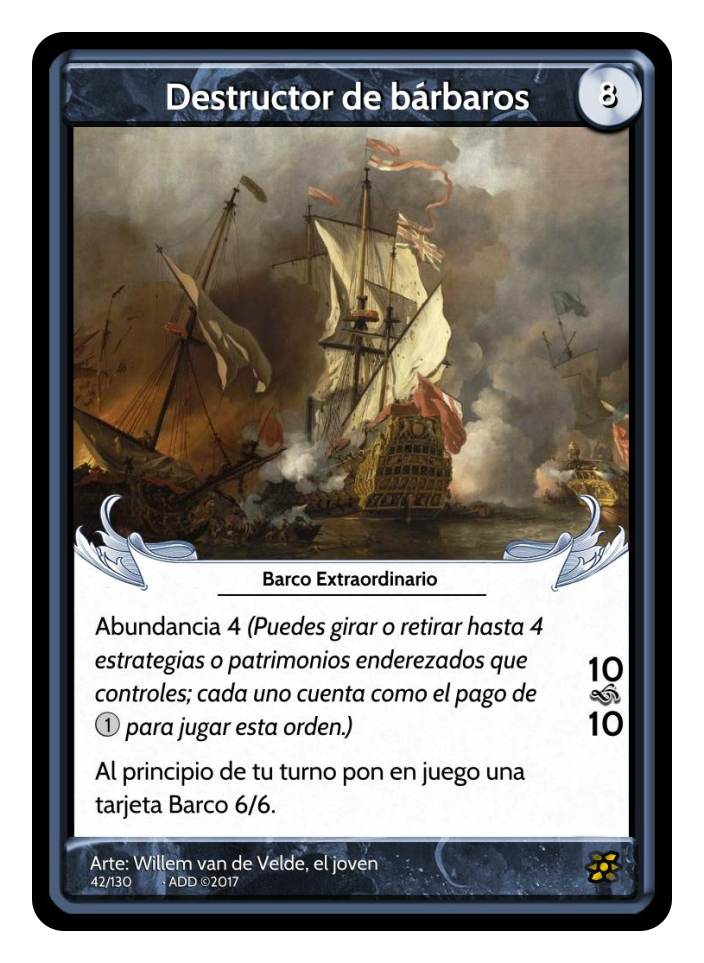 Destructor de bárbaros
8
Barco Extraordinario
Abundancia 4 (Puedes girar o retirar hasta 4
estrategias o patrimonios enderezados que
controles; cada uno cuenta como el pago de
1 para jugar esta orden.)
10
10
Al principio de tu turno pon en juego una
tarjeta Barco 6/6.
Arte: Willem van de Velde, el joven
42/130 · ADD ©2017